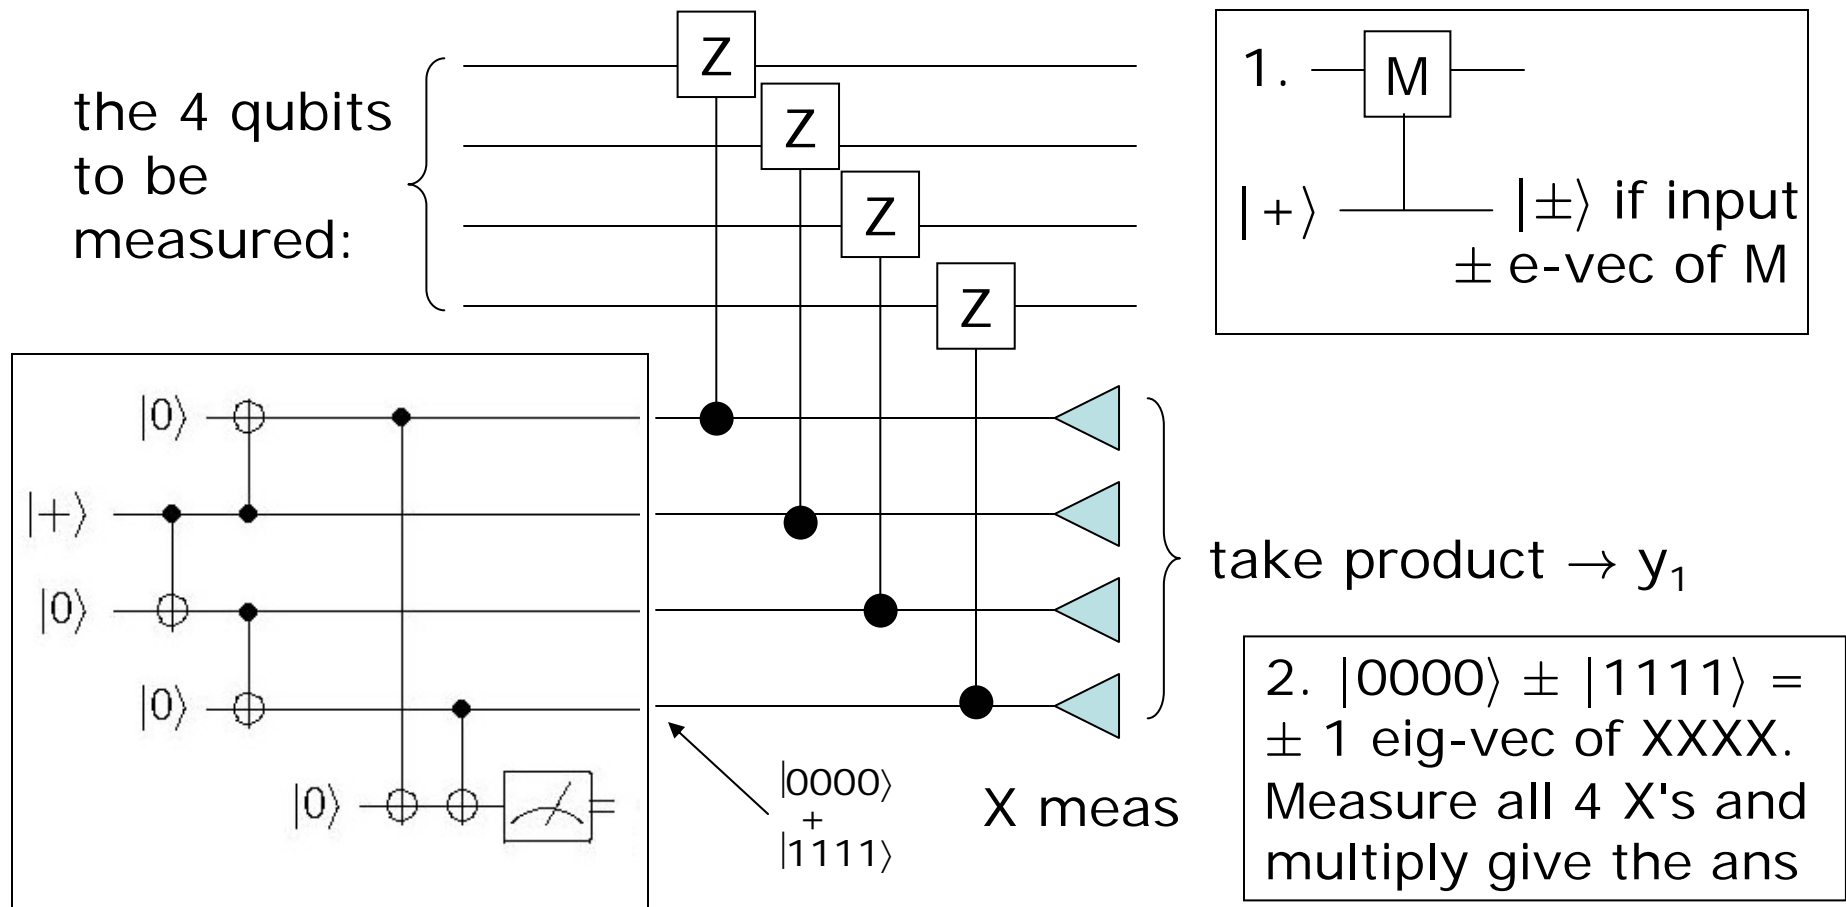 the 4 qubits
to be
measured:
Z
Z
Z
Z
1.
M
|+⟩
|±⟩ if input
± e-vec of M
|0⟩
|+⟩
|0⟩
|0⟩
|0⟩
|0000⟩
+
|1111⟩
X meas
take product → y₁
2. |0000⟩ ± |1111⟩ =
± 1 eig-vec of XXXX.
Measure all 4 X's and
multiply give the ans